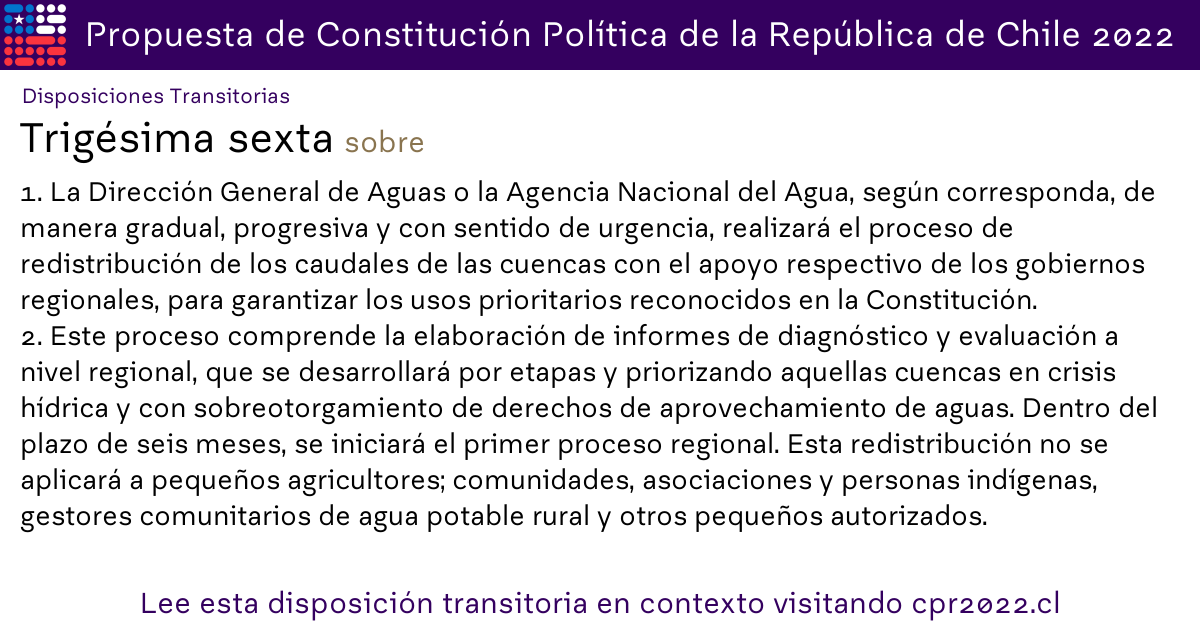 Propuesta de Constitución Política de la República de Chile 2022
Disposiciones Transitorias
Trigésima sexta sobre
1. La Dirección General de Aguas o la Agencia Nacional del Agua, según corresponda, de
manera gradual, progresiva y con sentido de urgencia, realizará el proceso de
redistribución de los caudales de las cuencas con el apoyo respectivo de los gobiernos
regionales, para garantizar los usos prioritarios reconocidos en la Constitución.
2. Este proceso comprende la elaboración de informes de diagnóstico y evaluación a
nivel regional, que se desarrollará por etapas y priorizando aquellas cuencas en crisis
hídrica y con sobreotorgamiento de derechos de aprovechamiento de aguas. Dentro del
plazo de seis meses, se iniciará el primer proceso regional. Esta redistribución no se
aplicará a pequeños agricultores; comunidades, asociaciones y personas indígenas,
gestores comunitarios de agua potable rural y otros pequeños autorizados.
Lee esta disposición transitoria en contexto visitando cpr2022.cl